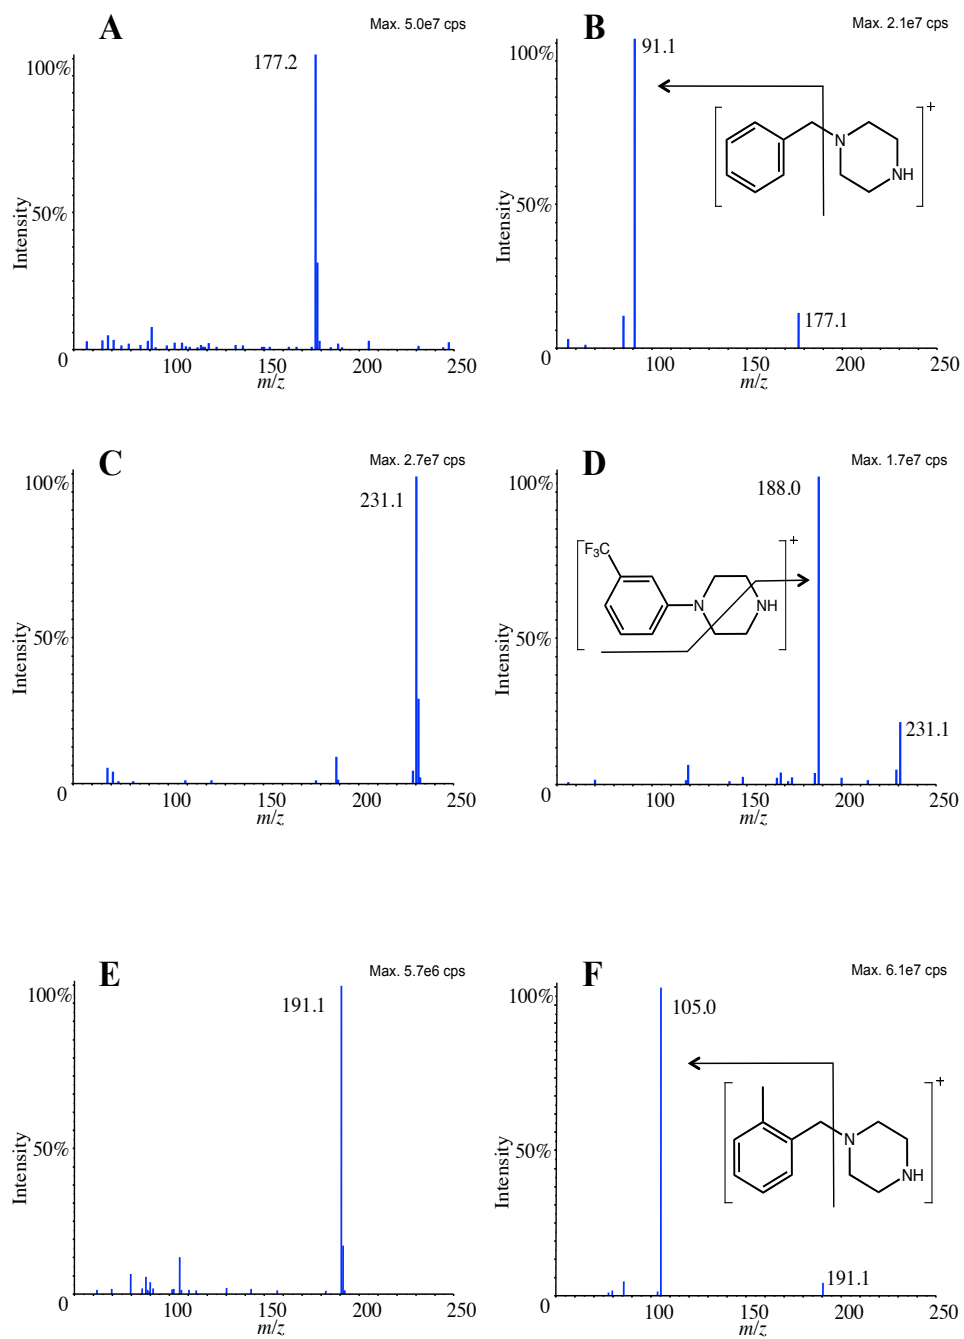 A
Max. 5.0e7 cps
100%
177.2
50%
Intensity
0
100
150
200
250
m/z
B
Max. 2.1e7 cps
100%
91.1
+
N
NH
50%
Intensity
177.1
0
100
150
200
250
m/z
C
Max. 2.7e7 cps
100%
231.1
50%
Intensity
0
100
150
200
250
m/z
D
Max. 1.7e7 cps
100%
188.0
+
F3C
N
NH
50%
Intensity
231.1
0
100
150
200
250
m/z
E
Max. 5.7e6 cps
100%
191.1
50%
Intensity
0
100
150
200
250
m/z
F
Max. 6.1e7 cps
100%
105.0
+
N
NH
50%
Intensity
191.1
0
100
150
200
250
m/z